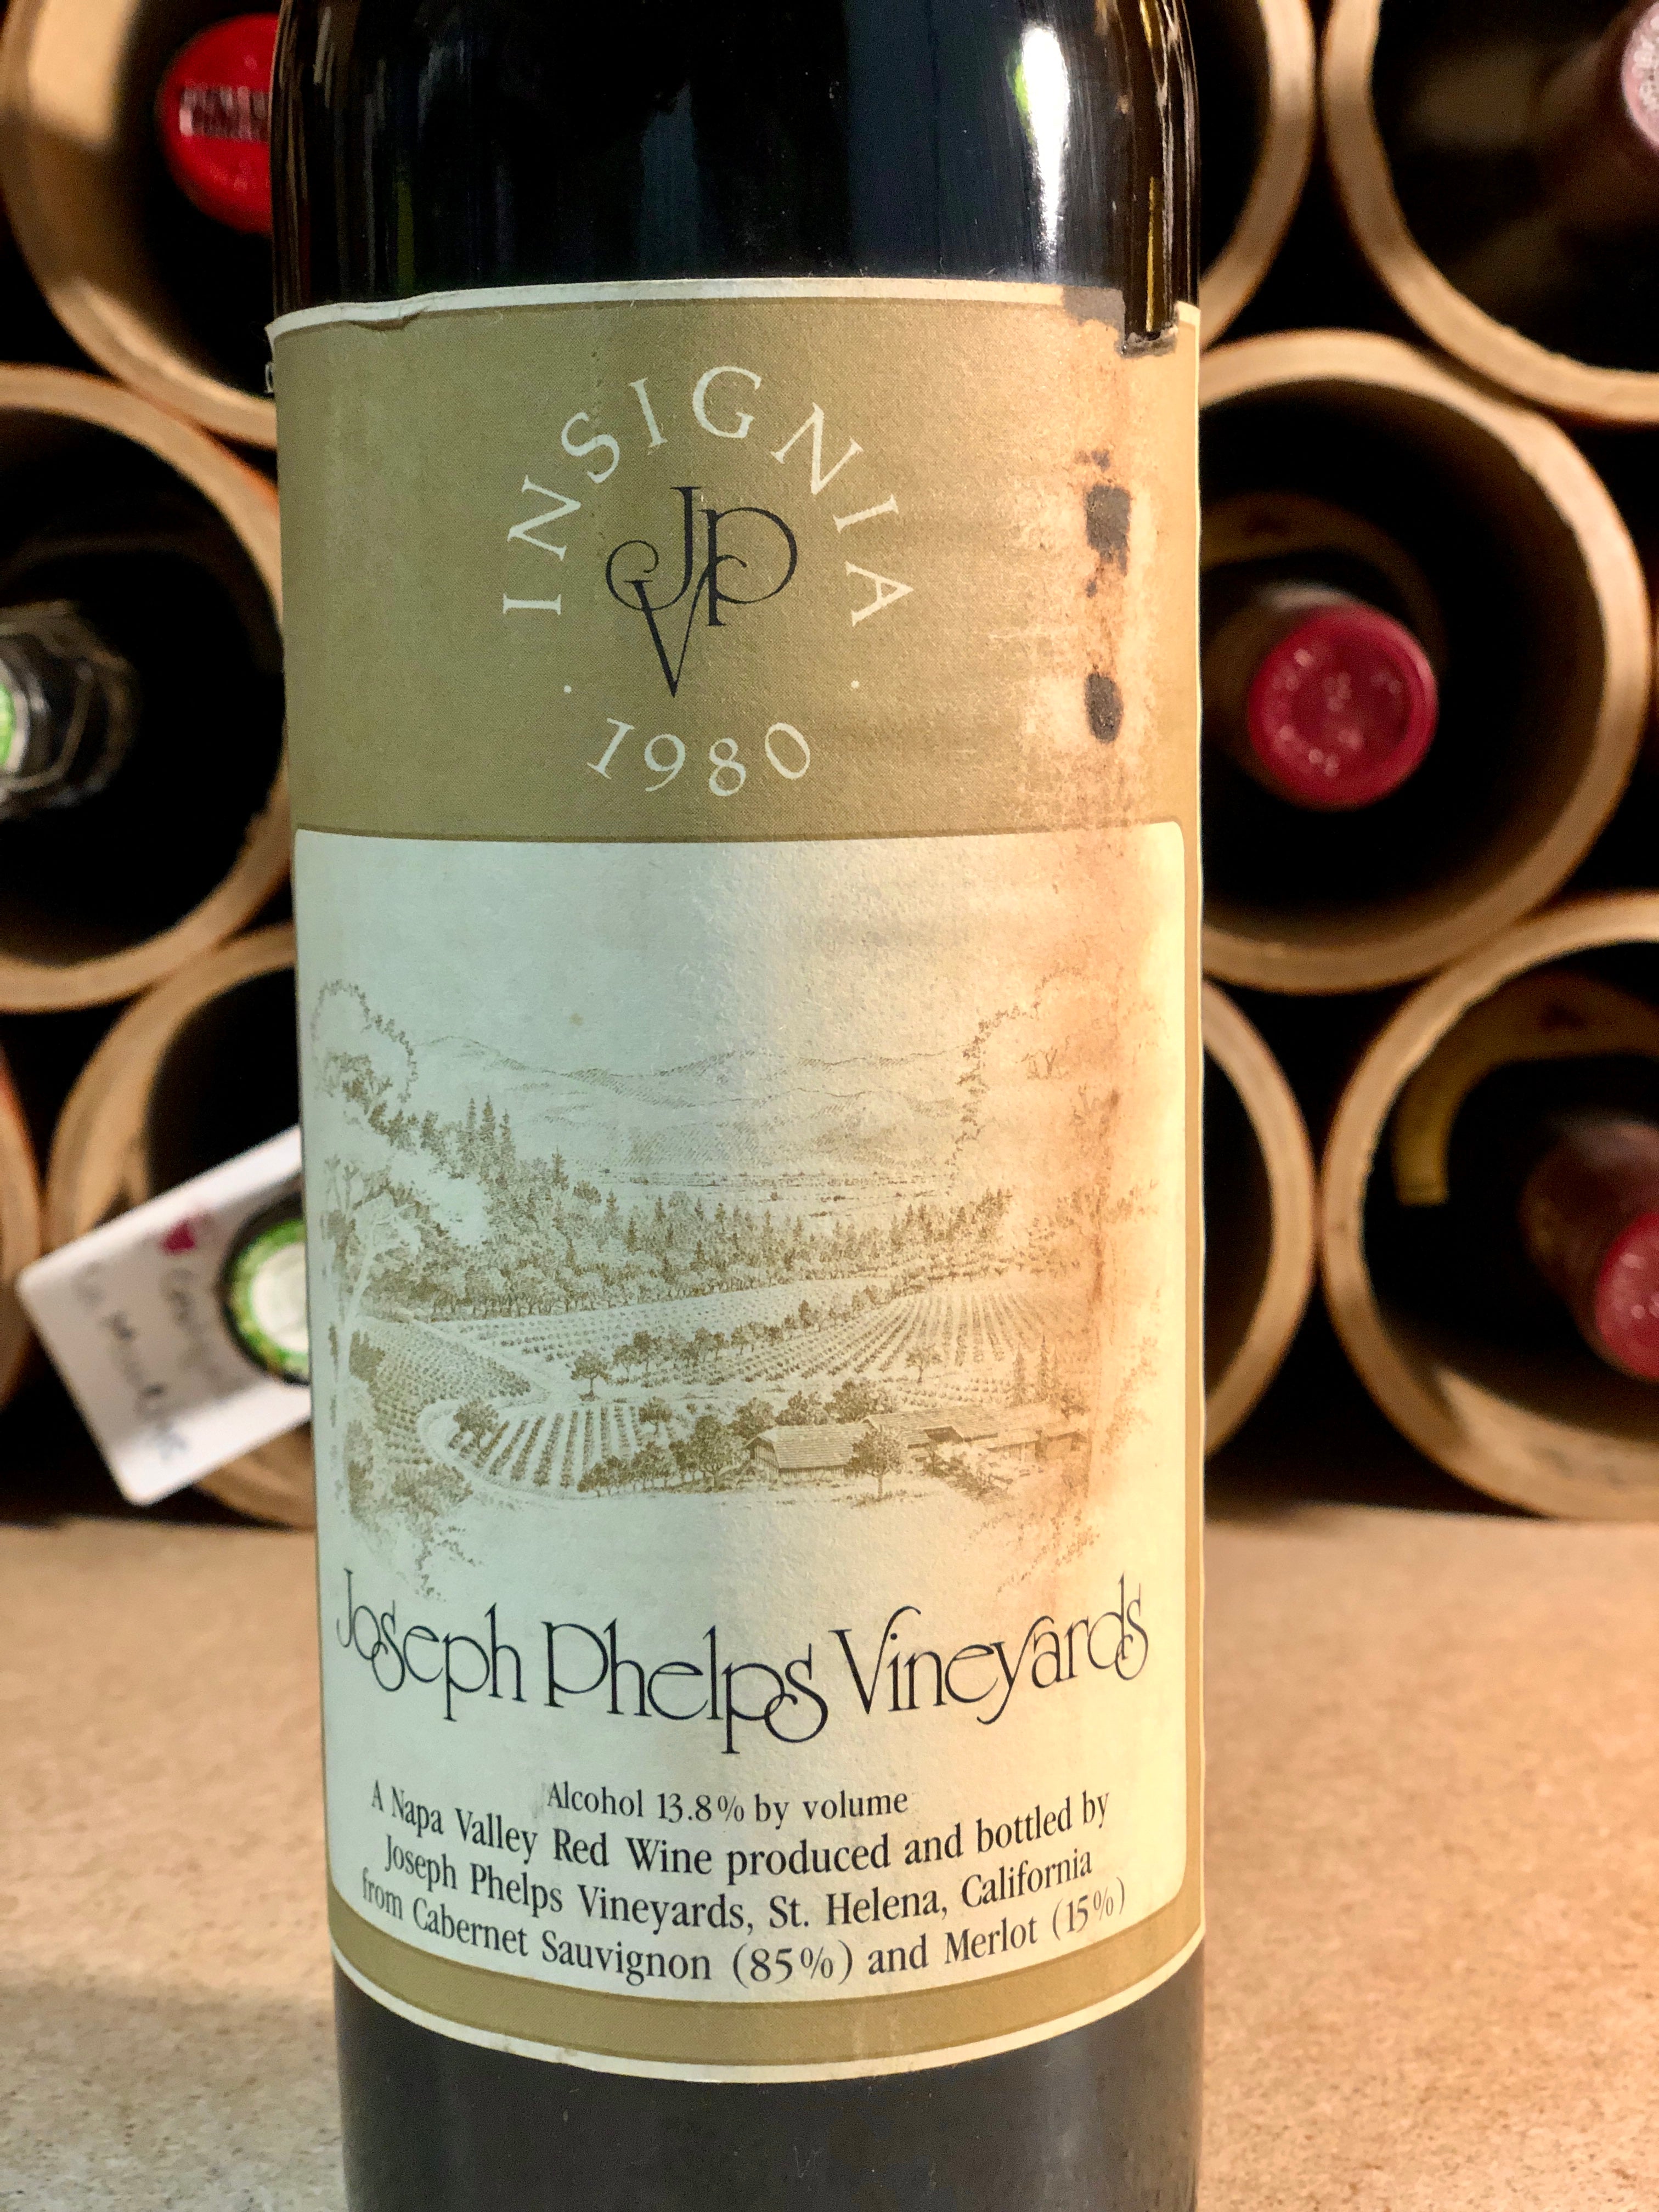 INSIGNIA
JPV
· 1980 ·
Joseph Phelps Vineyards
Alcohol 13.8% by volume
A Napa Valley Red Wine produced and bottled by
Joseph Phelps Vineyards, St. Helena, California
from Cabernet Sauvignon (85%) and Merlot (15%)